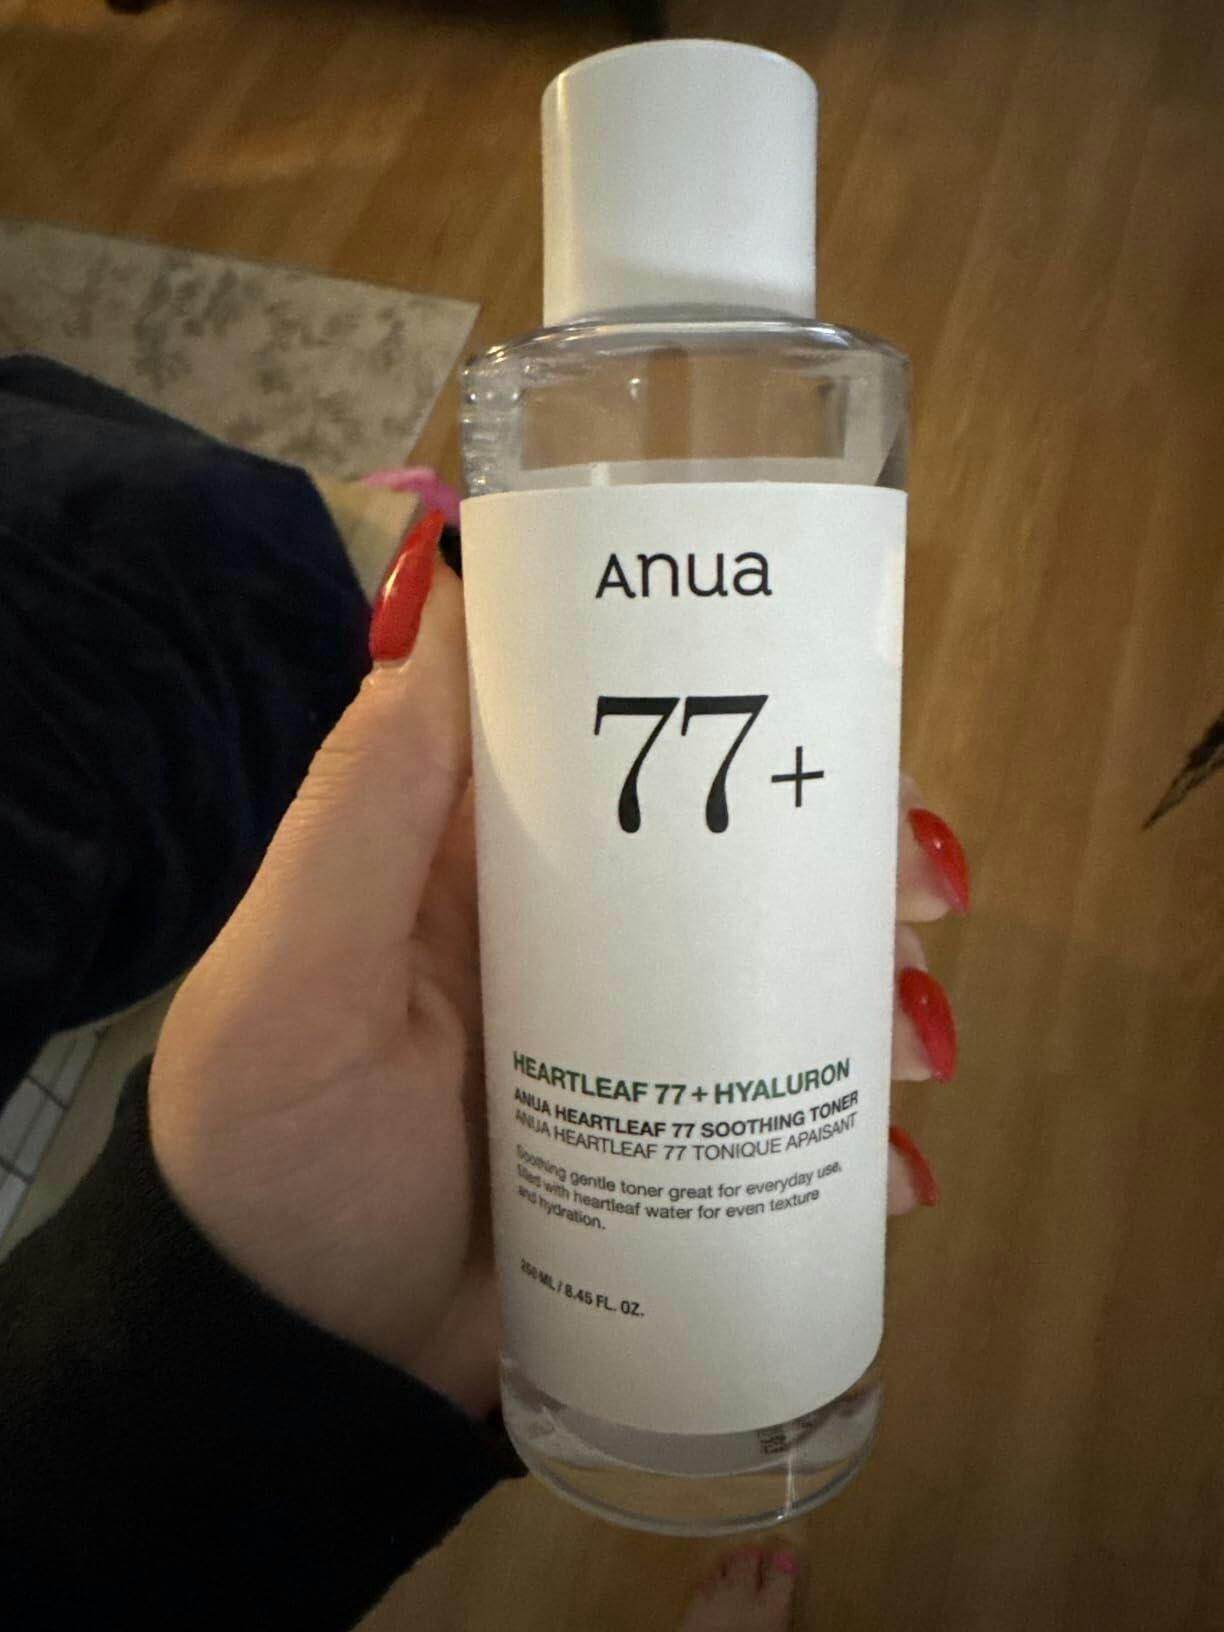 Anua
77+
HEARTLEAF 77+HYALURON
ANUA HEARTLEAF 77 SOOTHING TONER
ANUA HEARTLEAF 77 TONIQUE APAISANT
Soothing gentle toner great for everyday use,
filled with heartleaf water for even texture
and hydration.
250 ML / 8.45 FL. OZ.